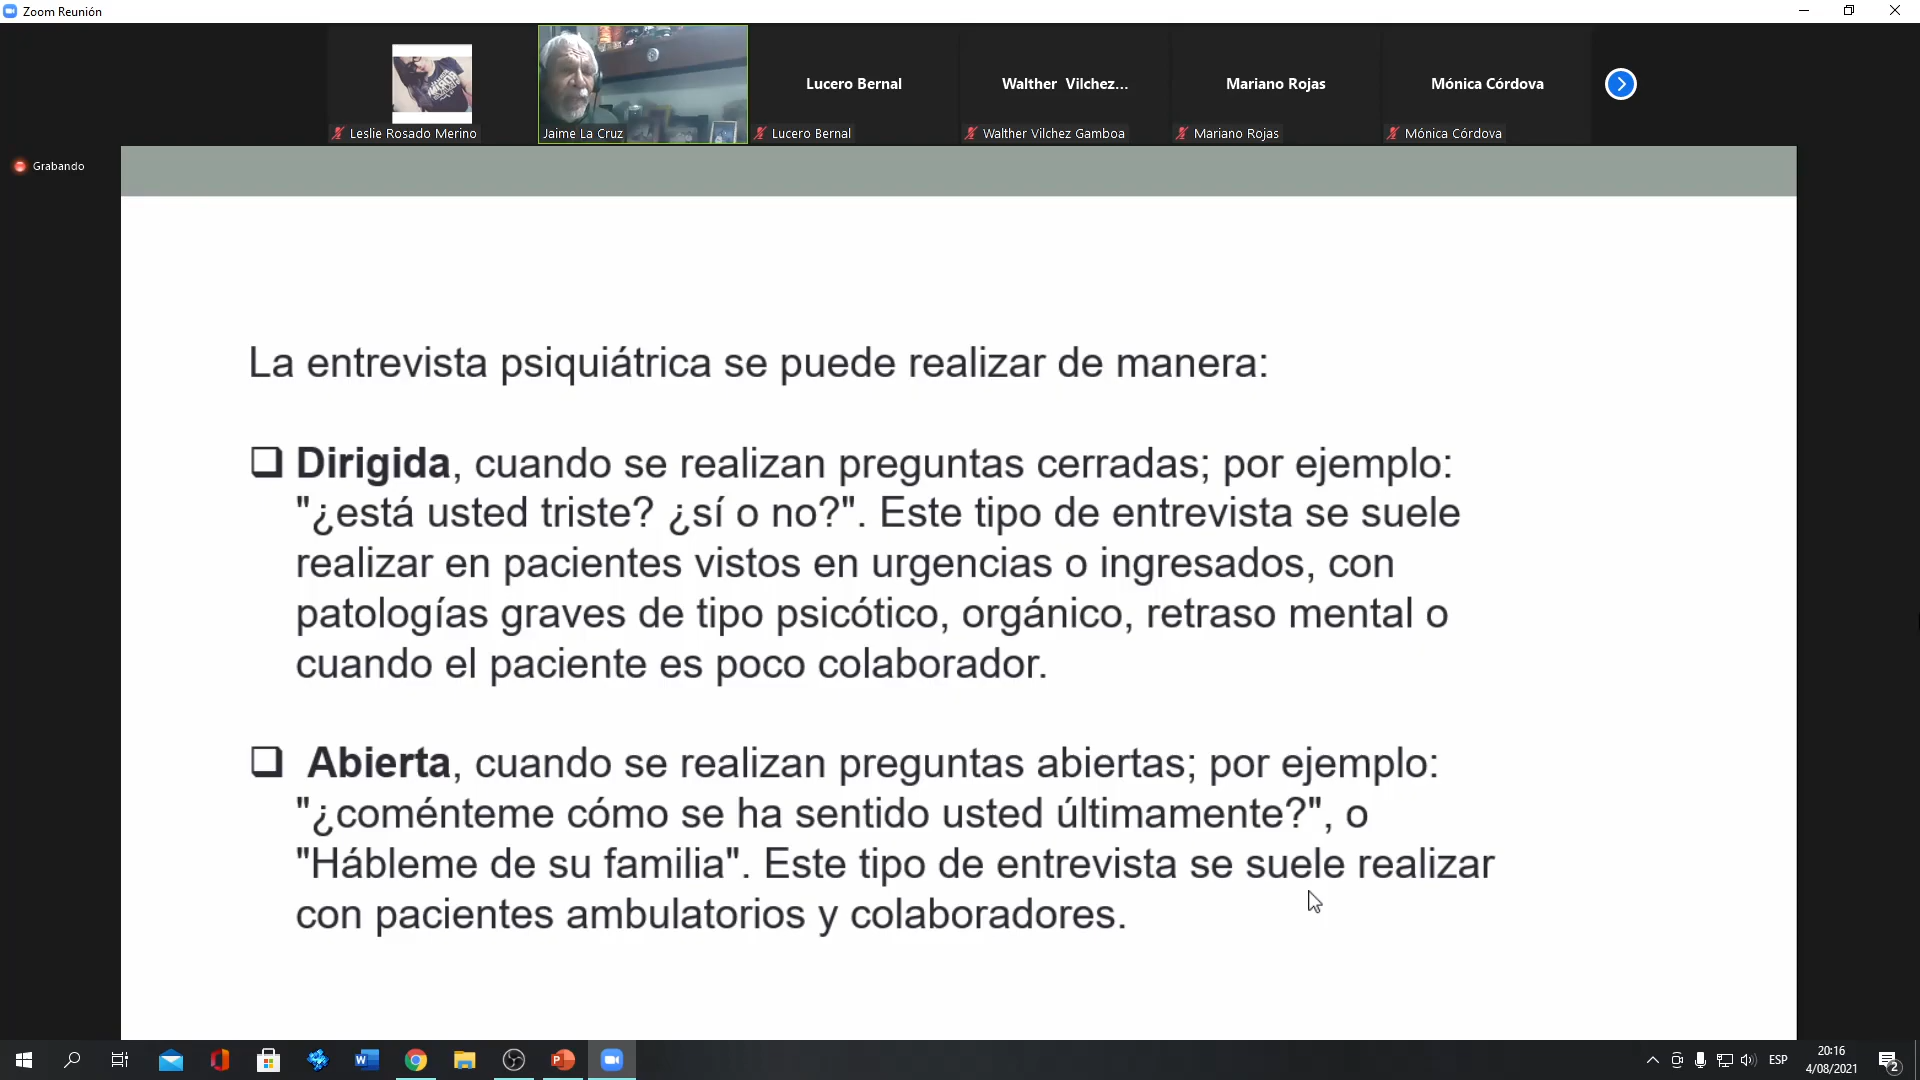 Zoom Reunión
Lucero Bernal
Walther Vilchez...
Mariano Rojas
Mónica Córdova
Leslie Rosado Merino
Jaime La Cruz
Lucero Bernal
Walther Vilchez Gamboa
Mariano Rojas
Mónica Córdova
Grabando
La entrevista psiquiátrica se puede realizar de manera:
Dirigida, cuando se realizan preguntas cerradas; por ejemplo:
"¿está usted triste? ¿sí o no?". Este tipo de entrevista se suele
realizar en pacientes vistos en urgencias o ingresados, con
patologías graves de tipo psicótico, orgánico, retraso mental o
cuando el paciente es poco colaborador.
Abierta, cuando se realizan preguntas abiertas; por ejemplo:
"¿coménteme cómo se ha sentido usted últimamente?", o
"Hábleme de su familia". Este tipo de entrevista se suele realizar
con pacientes ambulatorios y colaboradores.
ESP
20:16
4/08/2021
2